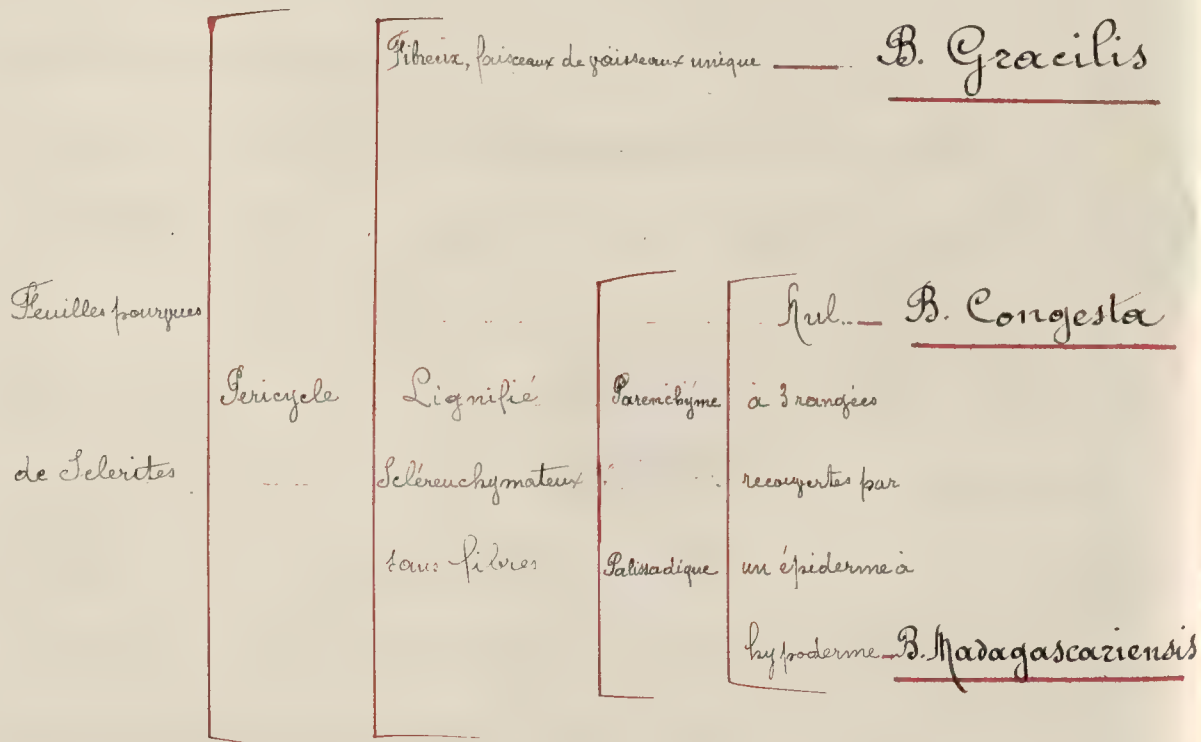 Fibreux, faisceaux de vaisseaux unique — B. Gracilis
Feuilles pourvues
de Sclerites
Pericycle
Lignifié
Sclérenchymateux
sans fibres
Parenchyme
Palissadique
Nul — B. Congesta
à 3 rangées
recouvertes par
un épiderme à
hypoderme — B. Madagascariensis